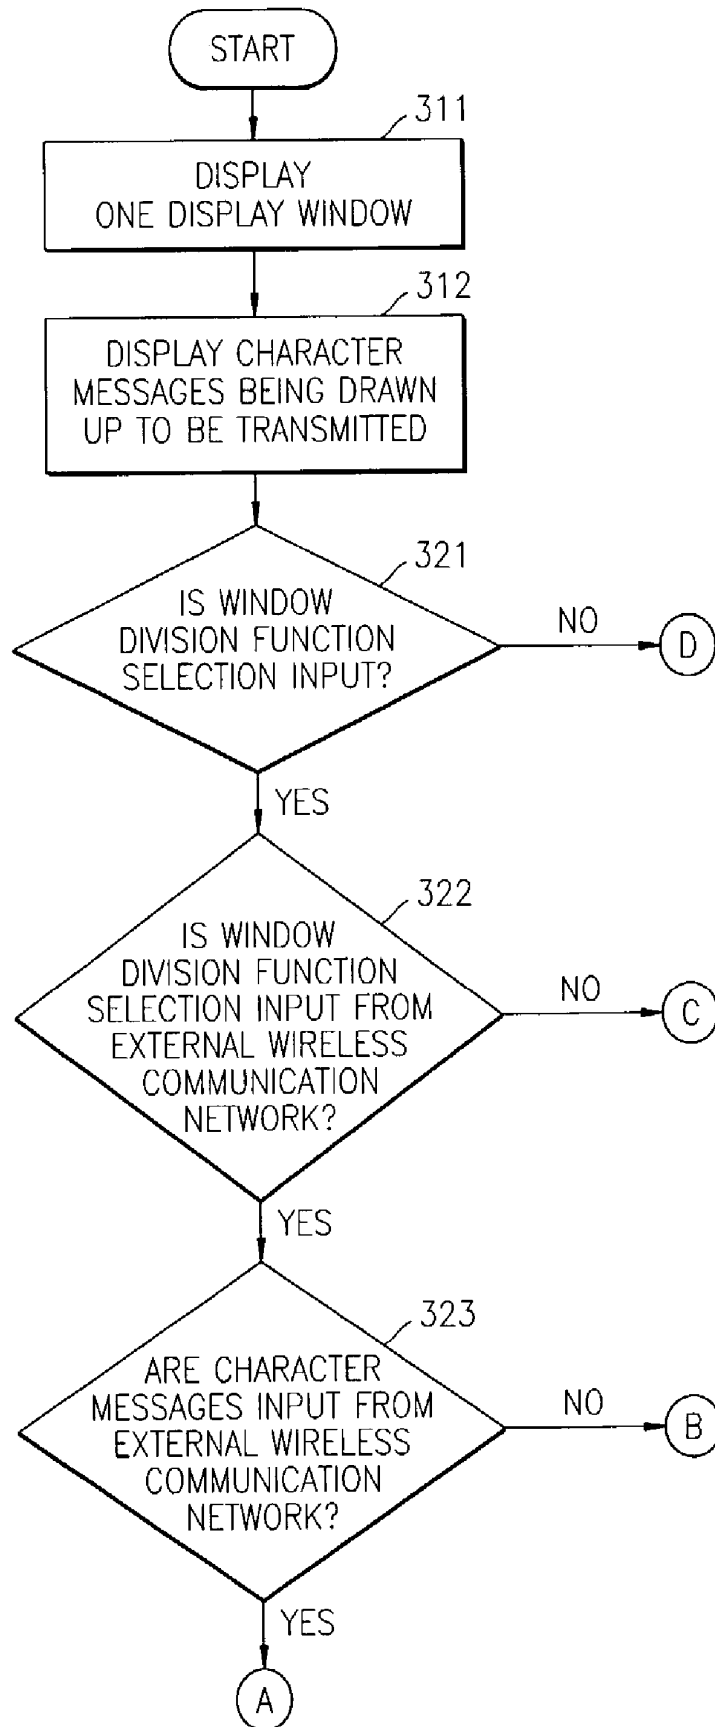 START
311
DISPLAY
ONE DISPLAY WINDOW
312
DISPLAY CHARACTER
MESSAGES BEING DRAWN
UP TO BE TRANSMITTED
321
IS WINDOW
DIVISION FUNCTION
SELECTION INPUT?
NO
D
YES
322
IS WINDOW
DIVISION FUNCTION
SELECTION INPUT FROM
EXTERNAL WIRELESS
COMMUNICATION
NETWORK?
NO
C
YES
323
ARE CHARACTER
MESSAGES INPUT FROM
EXTERNAL WIRELESS
COMMUNICATION
NETWORK?
NO
B
YES
A